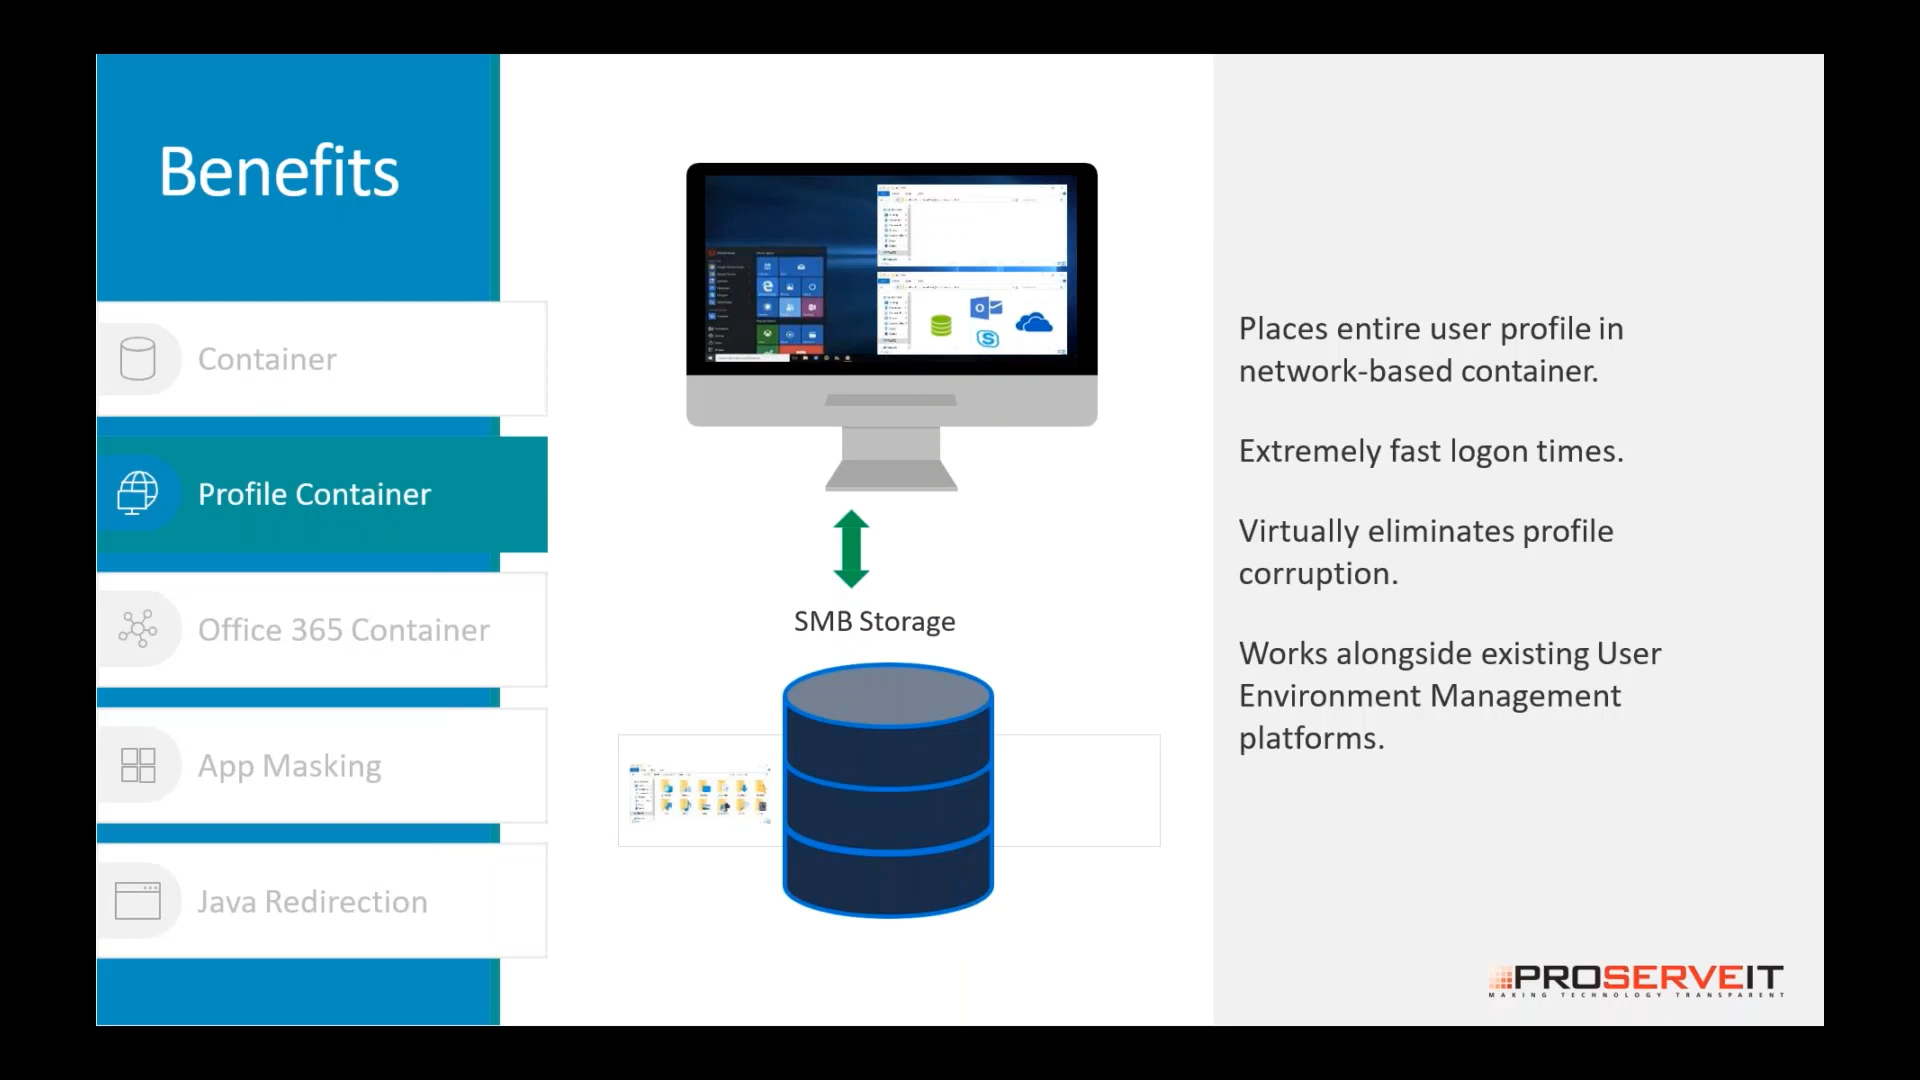 Benefits
Container
Profile Container
Office 365 Container
App Masking
Java Redirection
SMB Storage
Places entire user profile in
network-based container.
Extremely fast logon times.
Virtually eliminates profile
corruption.
Works alongside existing User
Environment Management
platforms.
PROSERVEIT
MAKING TECHNOLOGY TRANSPARENT